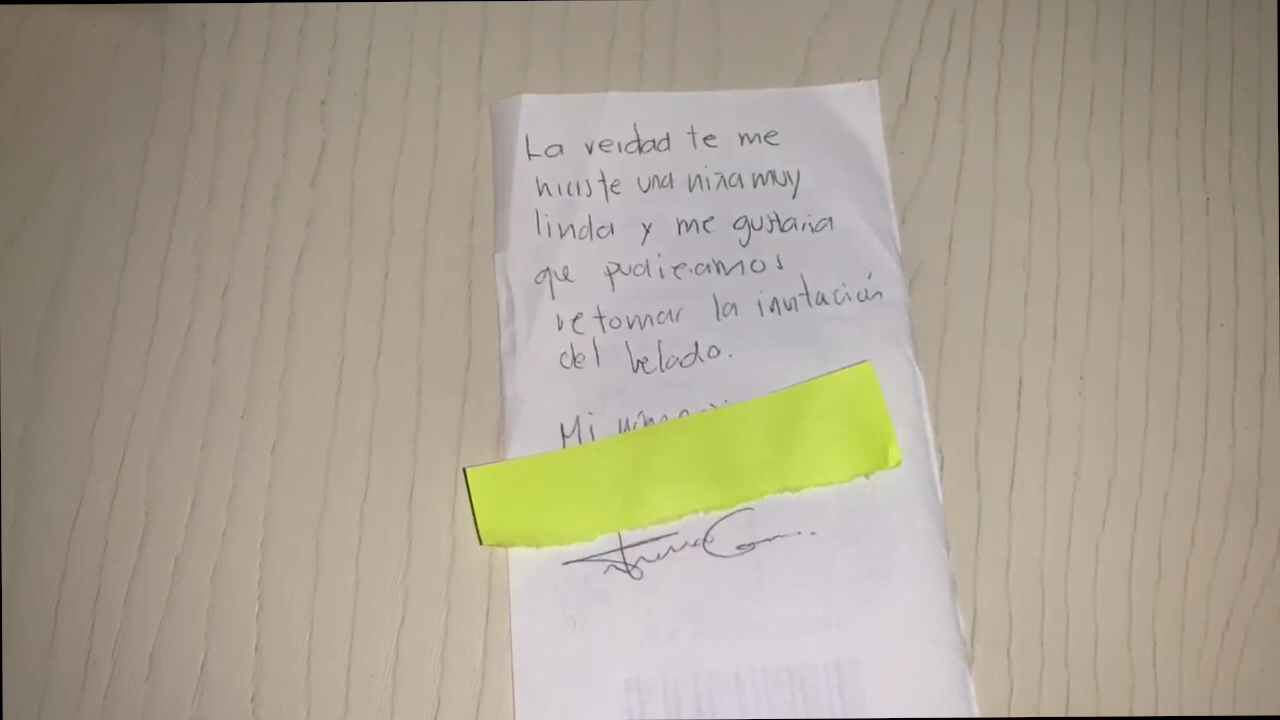 La verdad te me
hiciste una niña muy
linda y me gustaria
que pudieramos
retomar la invitación
del helado.
Mi